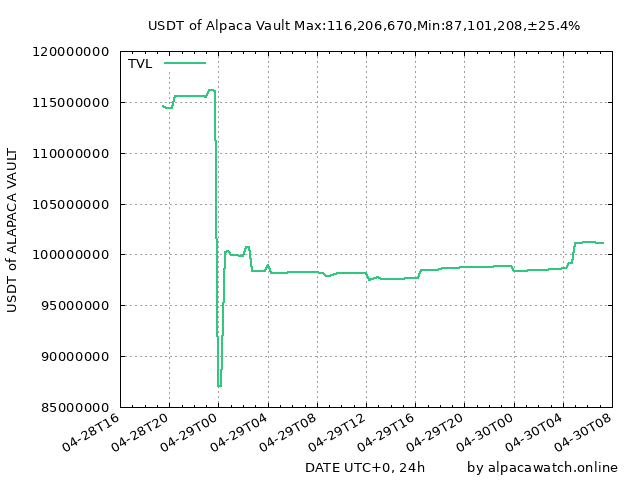 USDT of Alpaca Vault Max:116,206,670,Min:87,101,208,±25.4%
TVL
120000000
115000000
110000000
105000000
100000000
95000000
90000000
85000000
USDT of ALAPACA VAULT
04-28T16
04-28T20
04-29T00
04-29T04
04-29T08
04-29T12
04-29T16
04-29T20
04-30T00
04-30T04
04-30T08
DATE UTC+0, 24h
by alpacawatch.online